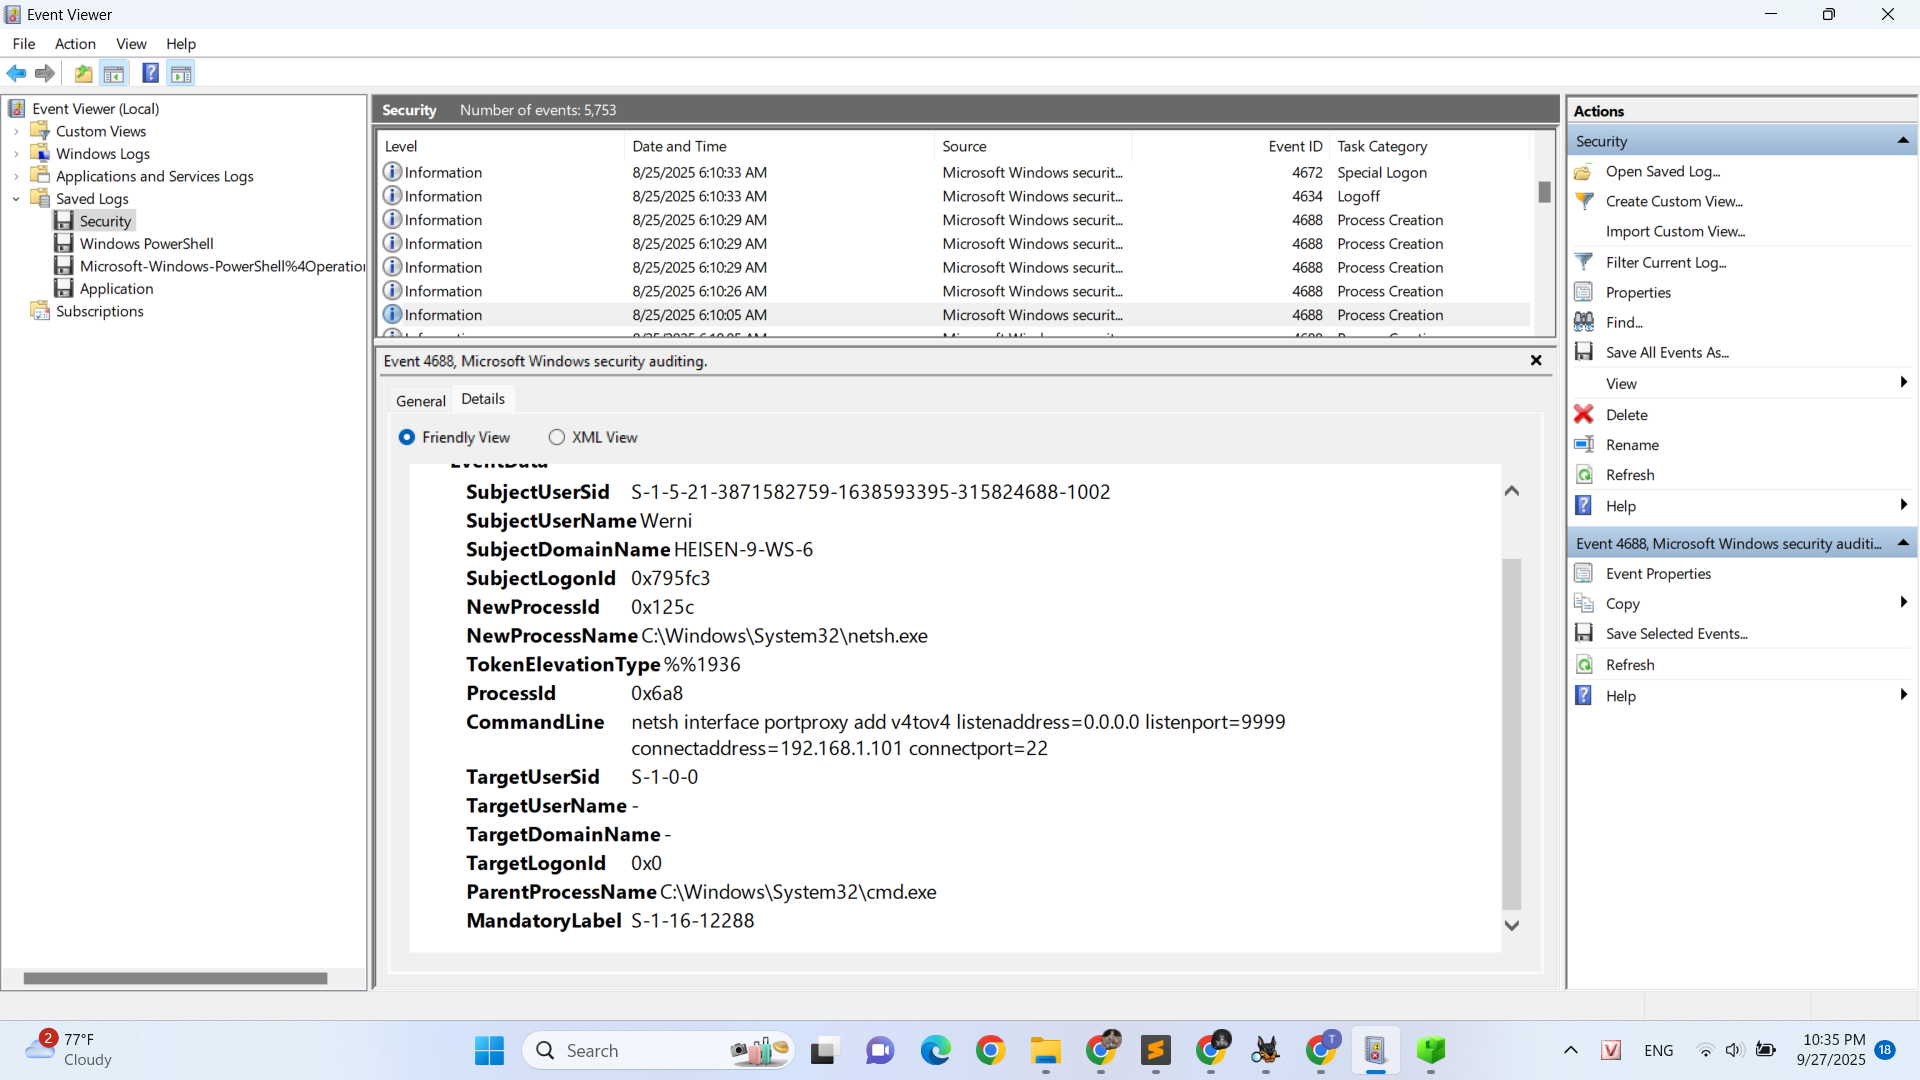 Event Viewer
File Action View Help
Event Viewer (Local)
Custom Views
Windows Logs
Applications and Services Logs
Saved Logs
Security
Windows PowerShell
Microsoft-Windows-PowerShell%4Operatio
Application
Subscriptions
Security Number of events: 5,753
Level Date and Time Source Event ID Task Category
Information 8/25/2025 6:10:33 AM Microsoft Windows securit... 4672 Special Logon
Information 8/25/2025 6:10:33 AM Microsoft Windows securit... 4634 Logoff
Information 8/25/2025 6:10:29 AM Microsoft Windows securit... 4688 Process Creation
Information 8/25/2025 6:10:29 AM Microsoft Windows securit... 4688 Process Creation
Information 8/25/2025 6:10:29 AM Microsoft Windows securit... 4688 Process Creation
Information 8/25/2025 6:10:26 AM Microsoft Windows securit... 4688 Process Creation
Information 8/25/2025 6:10:05 AM Microsoft Windows securit... 4688 Process Creation
Event 4688, Microsoft Windows security auditing.
General Details
Friendly View XML View
EventData
SubjectUserSid S-1-5-21-3871582759-1638593395-315824688-1002
SubjectUserName Werni
SubjectDomainName HEISEN-9-WS-6
SubjectLogonId 0x795fc3
NewProcessId 0x125c
NewProcessName C:\Windows\System32\netsh.exe
TokenElevationType %%1936
ProcessId 0x6a8
CommandLine netsh interface portproxy add v4tov4 listenaddress=0.0.0.0 listenport=9999
connectaddress=192.168.1.101 connectport=22
TargetUserSid S-1-0-0
TargetUserName -
TargetDomainName -
TargetLogonId 0x0
ParentProcessName C:\Windows\System32\cmd.exe
MandatoryLabel S-1-16-12288
Actions
Security
Open Saved Log...
Create Custom View...
Import Custom View...
Filter Current Log...
Properties
Find...
Save All Events As...
View
Delete
Rename
Refresh
Help
Event 4688, Microsoft Windows security auditi...
Event Properties
Copy
Save Selected Events...
Refresh
Help
2
77°F
Cloudy
Search
T
V
ENG
10:35 PM
9/27/2025
18